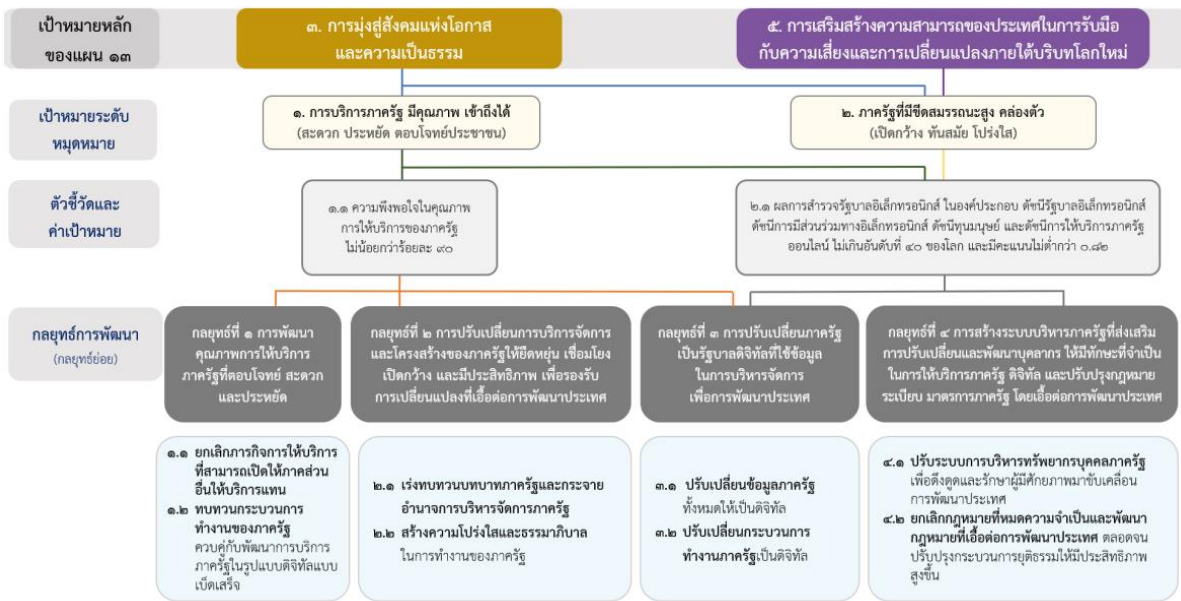 เป้าหมายหลัก
ของแผน ๑๓
๓. การมุ่งสู่สังคมแห่งโอกาส
และความเป็นธรรม
๕. การเสริมสร้างความสามารถของประเทศในการรับมือ
กับความเสี่ยงและการเปลี่ยนแปลงภายใต้บริบทโลกใหม่
เป้าหมายระดับ
หมุดหมาย
๑. การบริการภาครัฐ มีคุณภาพ เข้าถึงได้
(สะดวก ประหยัด ตอบโจทย์ประชาชน)
๒. ภาครัฐที่มีขีดสมรรถนะสูง คล่องตัว
(เปิดกว้าง ทันสมัย โปร่งใส)
ตัวชี้วัดและ
ค่าเป้าหมาย
๑.๑ ความพึงพอใจในคุณภาพ
การให้บริการของภาครัฐ
ไม่น้อยกว่าร้อยละ ๙๐
๒.๑ ผลการสำรวจรัฐบาลอิเล็กทรอนิกส์ ในองค์ประกอบ ดัชนีรัฐบาลอิเล็กทรอนิกส์
ดัชนีการมีส่วนร่วมทางอิเล็กทรอนิกส์ ดัชนีทุนมนุษย์ และดัชนีการให้บริการภาครัฐ
ออนไลน์ ไม่เกินอันดับที่ ๔๐ ของโลก และมีคะแนนไม่ต่ำกว่า ๐.๘๒
กลยุทธ์การพัฒนา
(กลยุทธ์ย่อย)
กลยุทธ์ที่ ๑ การพัฒนา
คุณภาพการให้บริการ
ภาครัฐที่ตอบโจทย์ สะดวก
และประหยัด
กลยุทธ์ที่ ๒ การปรับเปลี่ยนการบริการจัดการ
และโครงสร้างของภาครัฐให้ยืดหยุ่น เชื่อมโยง
เปิดกว้าง และมีประสิทธิภาพ เพื่อรองรับ
การเปลี่ยนแปลงที่เอื้อต่อการพัฒนาประเทศ
กลยุทธ์ที่ ๓ การปรับเปลี่ยนภาครัฐ
เป็นรัฐบาลดิจิทัลที่ใช้ข้อมูล
ในการบริหารจัดการ
เพื่อการพัฒนาประเทศ
กลยุทธ์ที่ ๔ การสร้างระบบบริหารภาครัฐที่ส่งเสริม
การปรับเปลี่ยนและพัฒนาบุคลากร ให้มีทักษะที่จำเป็น
ในการให้บริการภาครัฐ ดิจิทัล และปรับปรุงกฎหมาย
ระเบียบ มาตรการภาครัฐ โดยเอื้อต่อการพัฒนาประเทศ
๑.๑ ยกเลิกภารกิจการให้บริการ
ที่สามารถเปิดให้ภาคส่วน
อื่นให้บริการแทน
๑.๒ ทบทวนกระบวนการ
ทำงานของภาครัฐ
ควบคู่กับพัฒนาการบริการ
ภาครัฐในรูปแบบดิจิทัลแบบ
เบ็ดเสร็จ
๒.๑ เร่งทบทวนบทบาทภาครัฐและกระจาย
อำนาจการบริหารจัดการภาครัฐ
๒.๒ สร้างความโปร่งใสและธรรมาภิบาล
ในการทำงานของภาครัฐ
๓.๑ ปรับเปลี่ยนข้อมูลภาครัฐ
ทั้งหมดให้เป็นดิจิทัล
๓.๒ ปรับเปลี่ยนกระบวนการ
ทำงานภาครัฐเป็นดิจิทัล
๔.๑ ปรับระบบการบริหารทรัพยากรบุคคลภาครัฐ
เพื่อดึงดูดและรักษาผู้มีศักยภาพมาขับเคลื่อน
การพัฒนาประเทศ
๔.๒ ยกเลิกกฎหมายที่หมดความจำเป็นและพัฒนา
กฎหมายที่เอื้อต่อการพัฒนาประเทศ ตลอดจน
ปรับปรุงกระบวนการยุติธรรมให้มีประสิทธิภาพ
สูงขึ้น